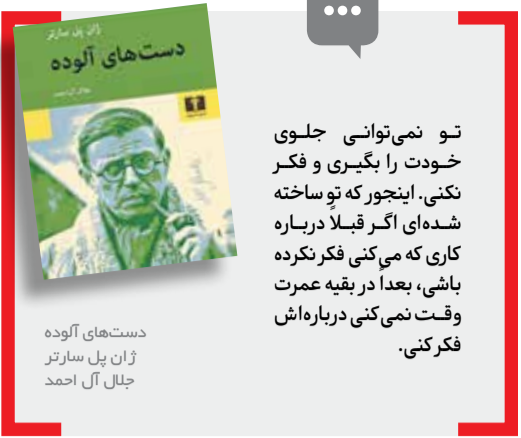 ژان پل سارتر
دست‌های آلوده
جلال آل احمد
تو نمی‌توانی جلوی
خودت را بگیری و فکر
نکنی. اینجور که تو ساخته
شده‌ای اگر قبلاً درباره
کاری که می‌کنی فکر نکرده
باشی، بعداً در بقیه عمرت
وقت نمی‌کنی درباره‌اش
فکر کنی.
دست‌های آلوده
ژان پل سارتر
جلال آل احمد